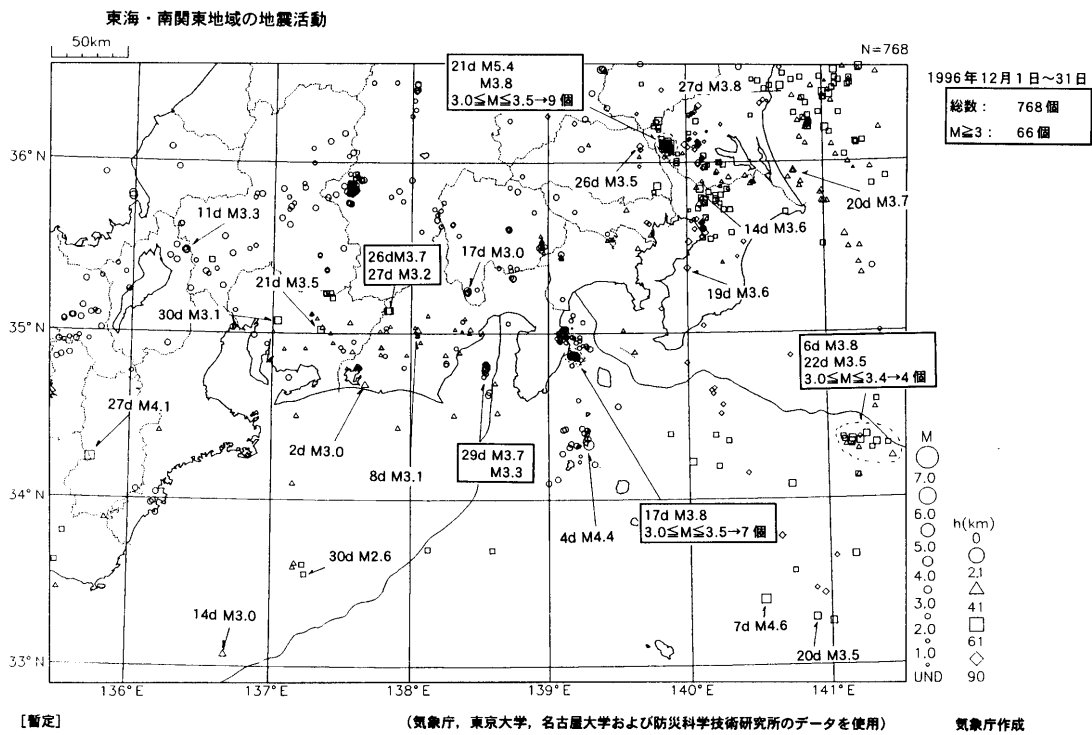 東海・南関東地域の地震活動
50km
N=768
1996年12月1日〜31日
総数： 768個
M≧3： 66個
21d M5.4
M3.8
3.0≦M≦3.5→9個
27d M3.8
36°N
26d M3.5
20d M3.7
14d M3.6
11d M3.3
26dM3.7
27d M3.2
17d M3.0
21d M3.5
19d M3.6
30d M3.1
35°N
6d M3.8
22d M3.5
3.0≦M≦3.4→4個
27d M4.1
2d M3.0
8d M3.1
29d M3.7
M3.3
34°N
17d M3.8
3.0≦M≦3.5→7個
4d M4.4
30d M2.6
14d M3.0
7d M4.6
20d M3.5
33°N
136°E
137°E
138°E
139°E
140°E
141°E
M
7.0
6.0
5.0
4.0
3.0
2.0
1.0
UND
h(km)
0
21
41
61
90
[暫定]
(気象庁，東京大学，名古屋大学および防災科学技術研究所のデータを使用)
気象庁作成